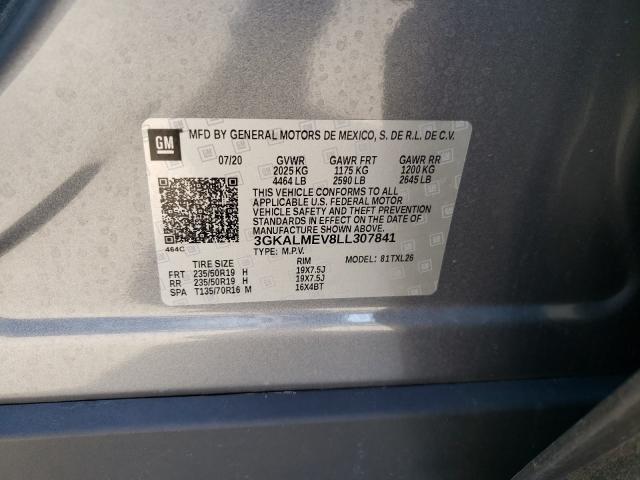 GM
MFD BY GENERAL MOTORS DE MEXICO, S. DE R.L. DE C.V.
07/20 GVWR GAWR FRT GAWR RR
2025 KG 1175 KG 1200 KG
4464 LB 2590 LB 2645 LB
THIS VEHICLE CONFORMS TO ALL
APPLICABLE U.S. FEDERAL MOTOR
VEHICLE SAFETY AND THEFT PREVENTION
STANDARDS IN EFFECT ON THE DATE OF
MANUFACTURE SHOWN ABOVE.
3GKALMEV8LL307841
464C
TYPE: M.P.V. MODEL: 81TXL26
TIRE SIZE RIM
FRT 235/50R19 H 19X7.5J
RR 235/50R19 H 19X7.5J
SPA T135/70R16 M 16X4BT